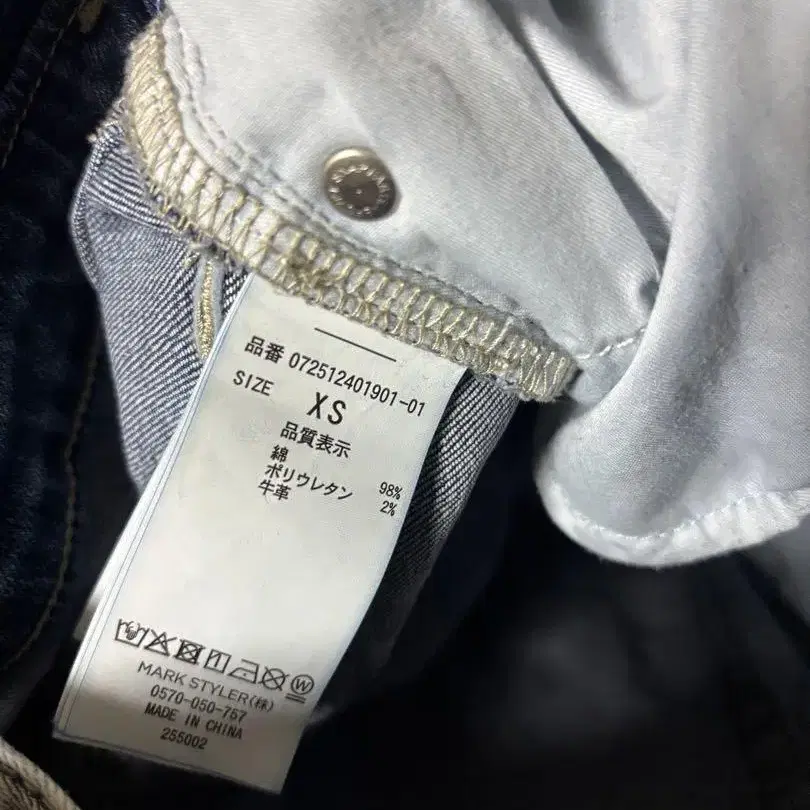 品番 072512401901-01
SIZE XS
品質表示
綿 98%
ポリウレタン 2%
牛革
MARK STYLER(株)
0570-050-757
MADE IN CHINA
255002